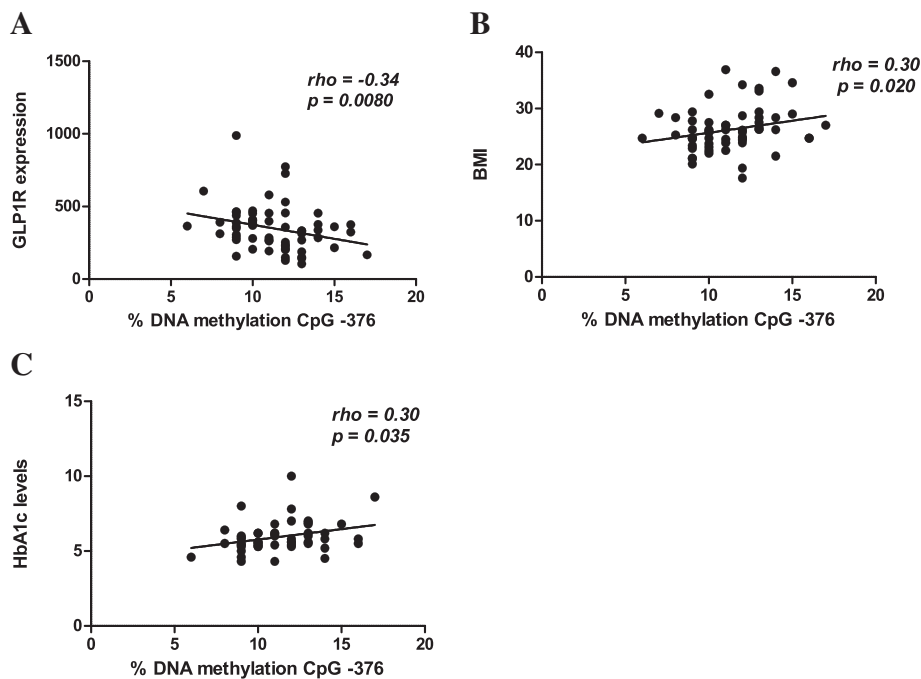 A
GLP1R expression
1500
1000
500
0
0 5 10 15 20
% DNA methylation CpG -376
rho = -0.34
p = 0.0080
B
BMI
40
30
20
10
0
0 5 10 15 20
% DNA methylation CpG -376
rho = 0.30
p = 0.020
C
HbA1c levels
15
10
5
0
0 5 10 15 20
% DNA methylation CpG -376
rho = 0.30
p = 0.035